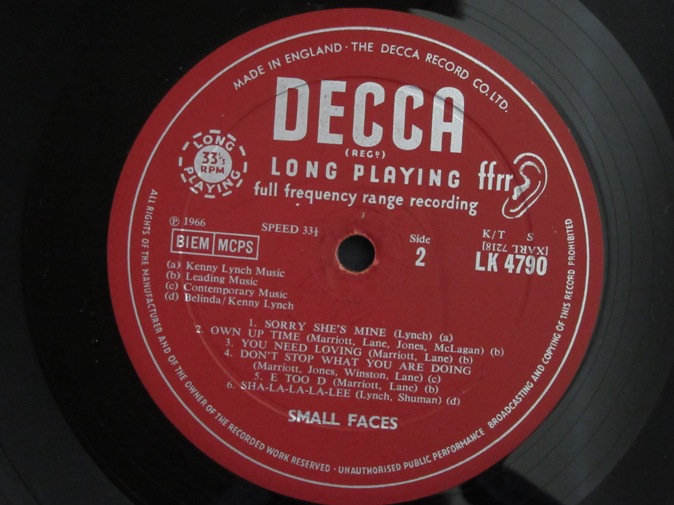 MADE IN ENGLAND · THE DECCA RECORD CO. LTD.
DECCA
(REGD)
LONG PLAYING
33⅓
RPM
LONG PLAYING
ffrr
full frequency range recording
℗ 1966
SPEED 33⅓
BIEM MCPS
Side
2
S T/K
(XARL 7218)
LK 4790
(a) Kenny Lynch Music
(b) Leading Music
(c) Contemporary Music
(d) Belinda/Kenny Lynch
1. SORRY SHE'S MINE (Lynch) (a)
2. OWN UP TIME (Marriott, Lane, Jones, McLagan) (b)
3. YOU NEED LOVING (Marriott, Lane) (b)
4. DON'T STOP WHAT YOU ARE DOING
(Marriott, Jones, Winston, Lane) (c)
5. E TOO D (Marriott, Lane) (b)
6. SHA-LA-LA-LA-LEE (Lynch, Shuman) (d)
SMALL FACES
ALL RIGHTS OF THE MANUFACTURER AND OF THE OWNER OF THE RECORDED WORK RESERVED · UNAUTHORISED PUBLIC PERFORMANCE BROADCASTING AND COPYING OF THIS RECORD PROHIBITED